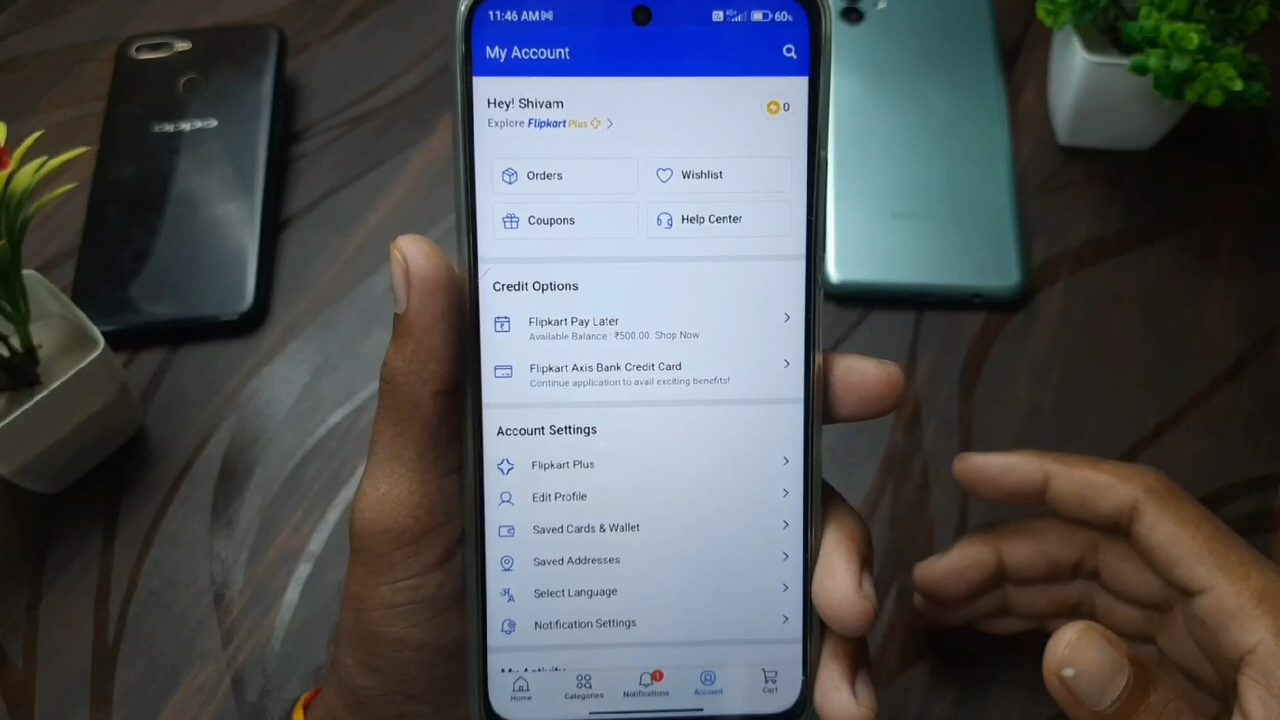 11:46 AM
60%
My Account
Hey! Shivam
0
Explore Flipkart Plus
Orders
Wishlist
Coupons
Help Center
Credit Options
Flipkart Pay Later
Available Balance : ₹500.00. Shop Now
Flipkart Axis Bank Credit Card
Continue application to avail exciting benefits!
Account Settings
Flipkart Plus
Edit Profile
Saved Cards & Wallet
Saved Addresses
Select Language
Notification Settings
1
Home
Categories
Notifications
Account
Cart